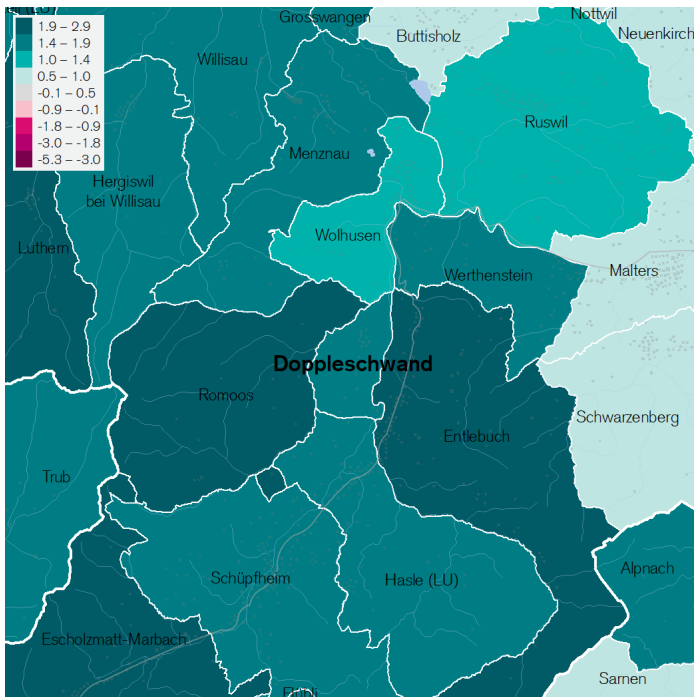 Grosswangen
Nottwil
1.9 – 2.9
1.4 – 1.9
1.0 – 1.4
0.5 – 1.0
-0.1 – 0.5
-0.9 – -0.1
-1.8 – -0.9
-3.0 – -1.8
-5.3 – -3.0
Buttisholz
Neuenkirch
Willisau
Ruswil
Menznau
Hergiswil
bei Willisau
Wolhusen
Luthern
Werthenstein
Malters
Doppleschwand
Romoos
Schwarzenberg
Entlebuch
Trub
Alpnach
Schüpfheim
Hasle (LU)
Escholzmatt-Marbach
Sarnen